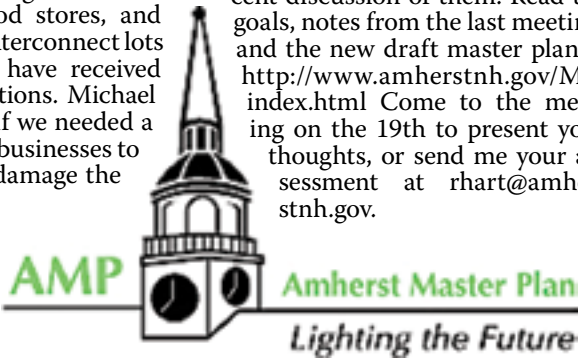 od stores, and
terconnect lots
have received
tions. Michael
if we needed a
businesses to
damage the
cent discussion of them. Read
goals, notes from the last meetin
and the new draft master plan
http://www.amherstnh.gov/M
index.html Come to the me
ing on the 19th to present yo
thoughts, or send me your a
sessment at rhart@amhe
stnh.gov.
AMP
Amherst Master Plan
Lighting the Future